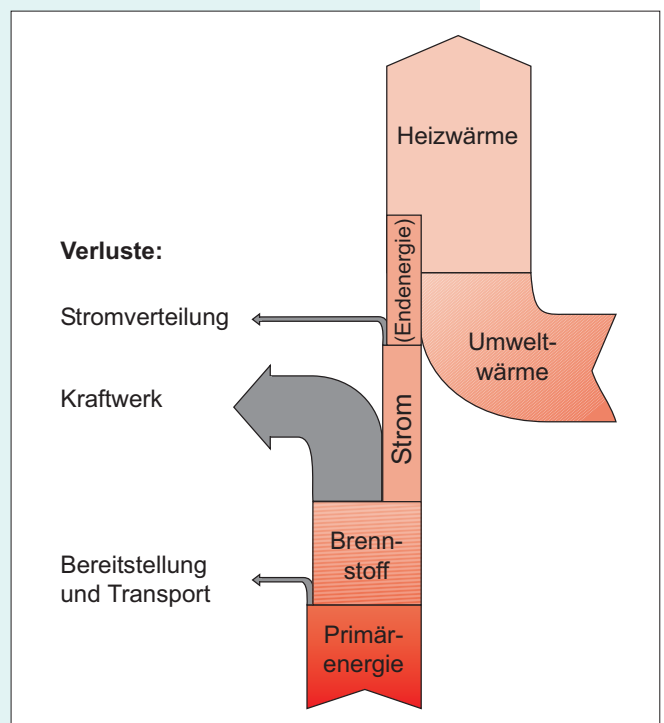 Heizwärme
Verluste:
(Endenergie)
Stromverteilung
Umwelt-
wärme
Kraftwerk
Strom
Brenn-
stoff
Bereitstellung
und Transport
Primär-
energie